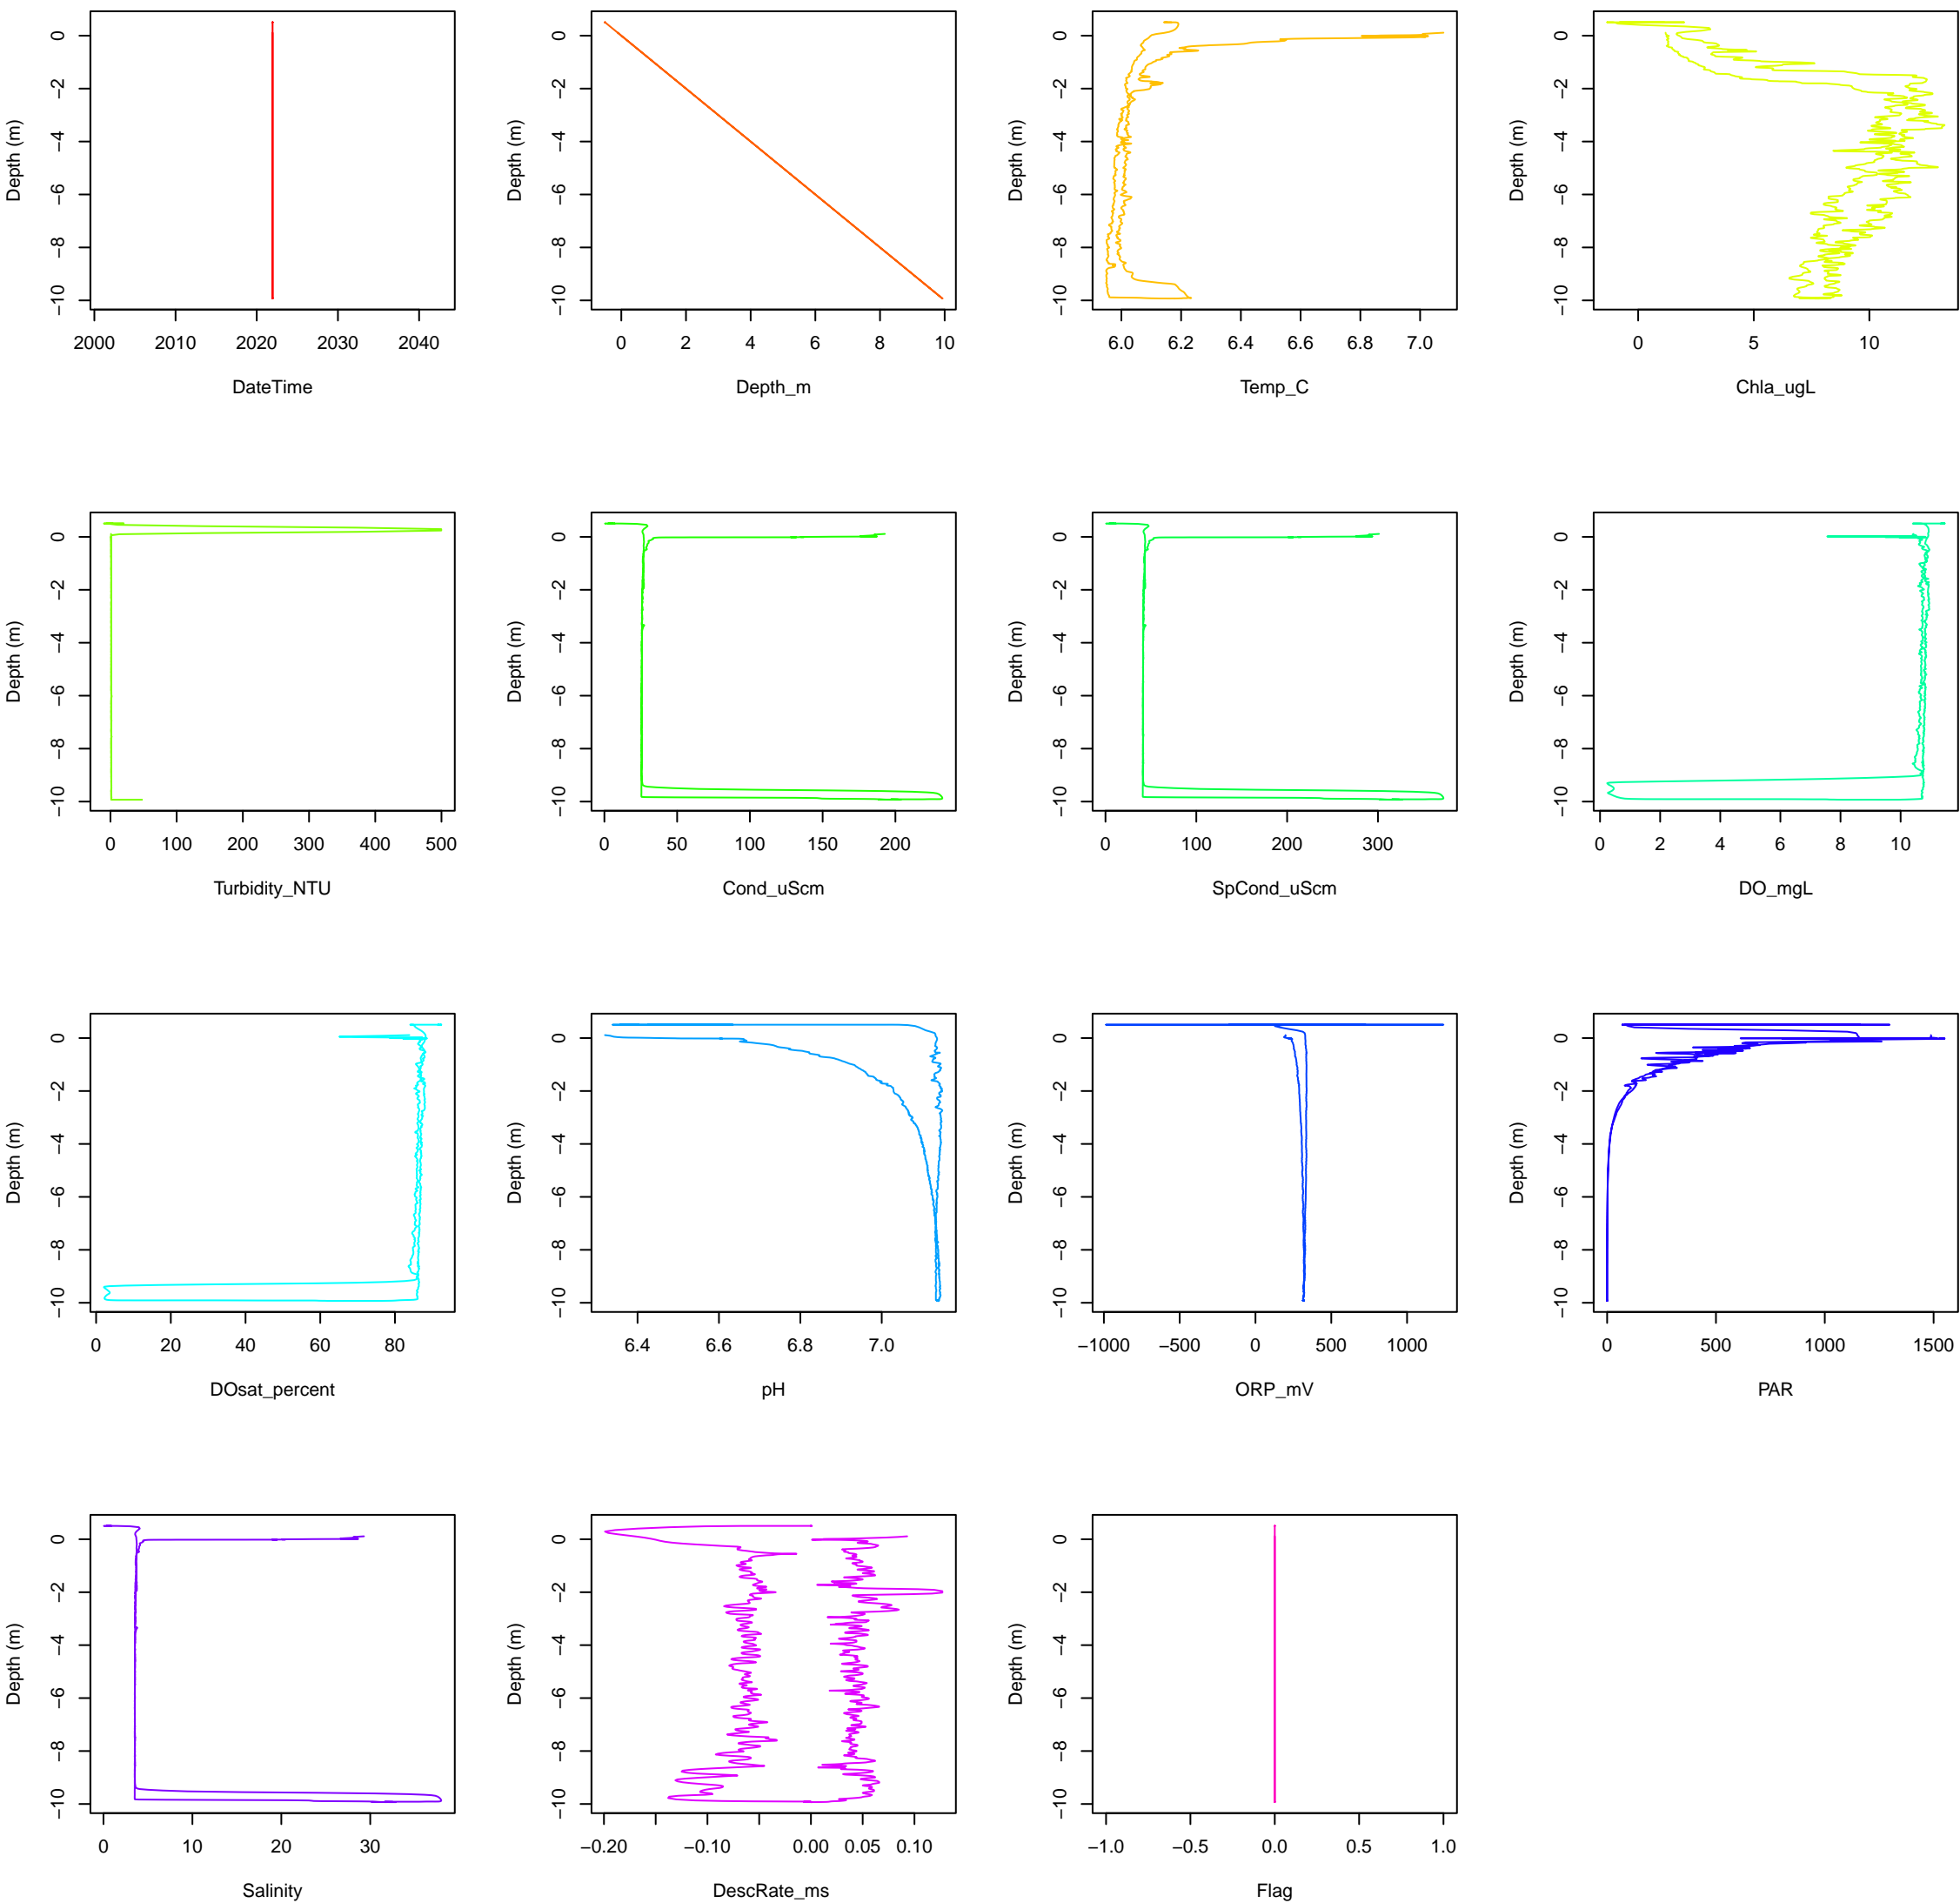 Depth (m)
0
−2
−4
−6
−8
−10
2000 2010 2020 2030 2040
DateTime
Depth (m)
0
−2
−4
−6
−8
−10
0 2 4 6 8 10
Depth_m
Depth (m)
0
−2
−4
−6
−8
−10
6.0 6.2 6.4 6.6 6.8 7.0
Temp_C
Depth (m)
0
−2
−4
−6
−8
−10
0 5 10
Chla_ugL
Depth (m)
0
−2
−4
−6
−8
−10
0 100 200 300 400 500
Turbidity_NTU
Depth (m)
0
−2
−4
−6
−8
−10
0 50 100 150 200
Cond_uScm
Depth (m)
0
−2
−4
−6
−8
−10
0 100 200 300
SpCond_uScm
Depth (m)
0
−2
−4
−6
−8
−10
0 2 4 6 8 10
DO_mgL
Depth (m)
0
−2
−4
−6
−8
−10
0 20 40 60 80
DOsat_percent
Depth (m)
0
−2
−4
−6
−8
−10
6.4 6.6 6.8 7.0
pH
Depth (m)
0
−2
−4
−6
−8
−10
−1000 −500 0 500 1000
ORP_mV
Depth (m)
0
−2
−4
−6
−8
−10
0 500 1000 1500
PAR
Depth (m)
0
−2
−4
−6
−8
−10
0 10 20 30
Salinity
Depth (m)
0
−2
−4
−6
−8
−10
−0.20 −0.10 0.00 0.05 0.10
DescRate_ms
Depth (m)
0
−2
−4
−6
−8
−10
−1.0 −0.5 0.0 0.5 1.0
Flag